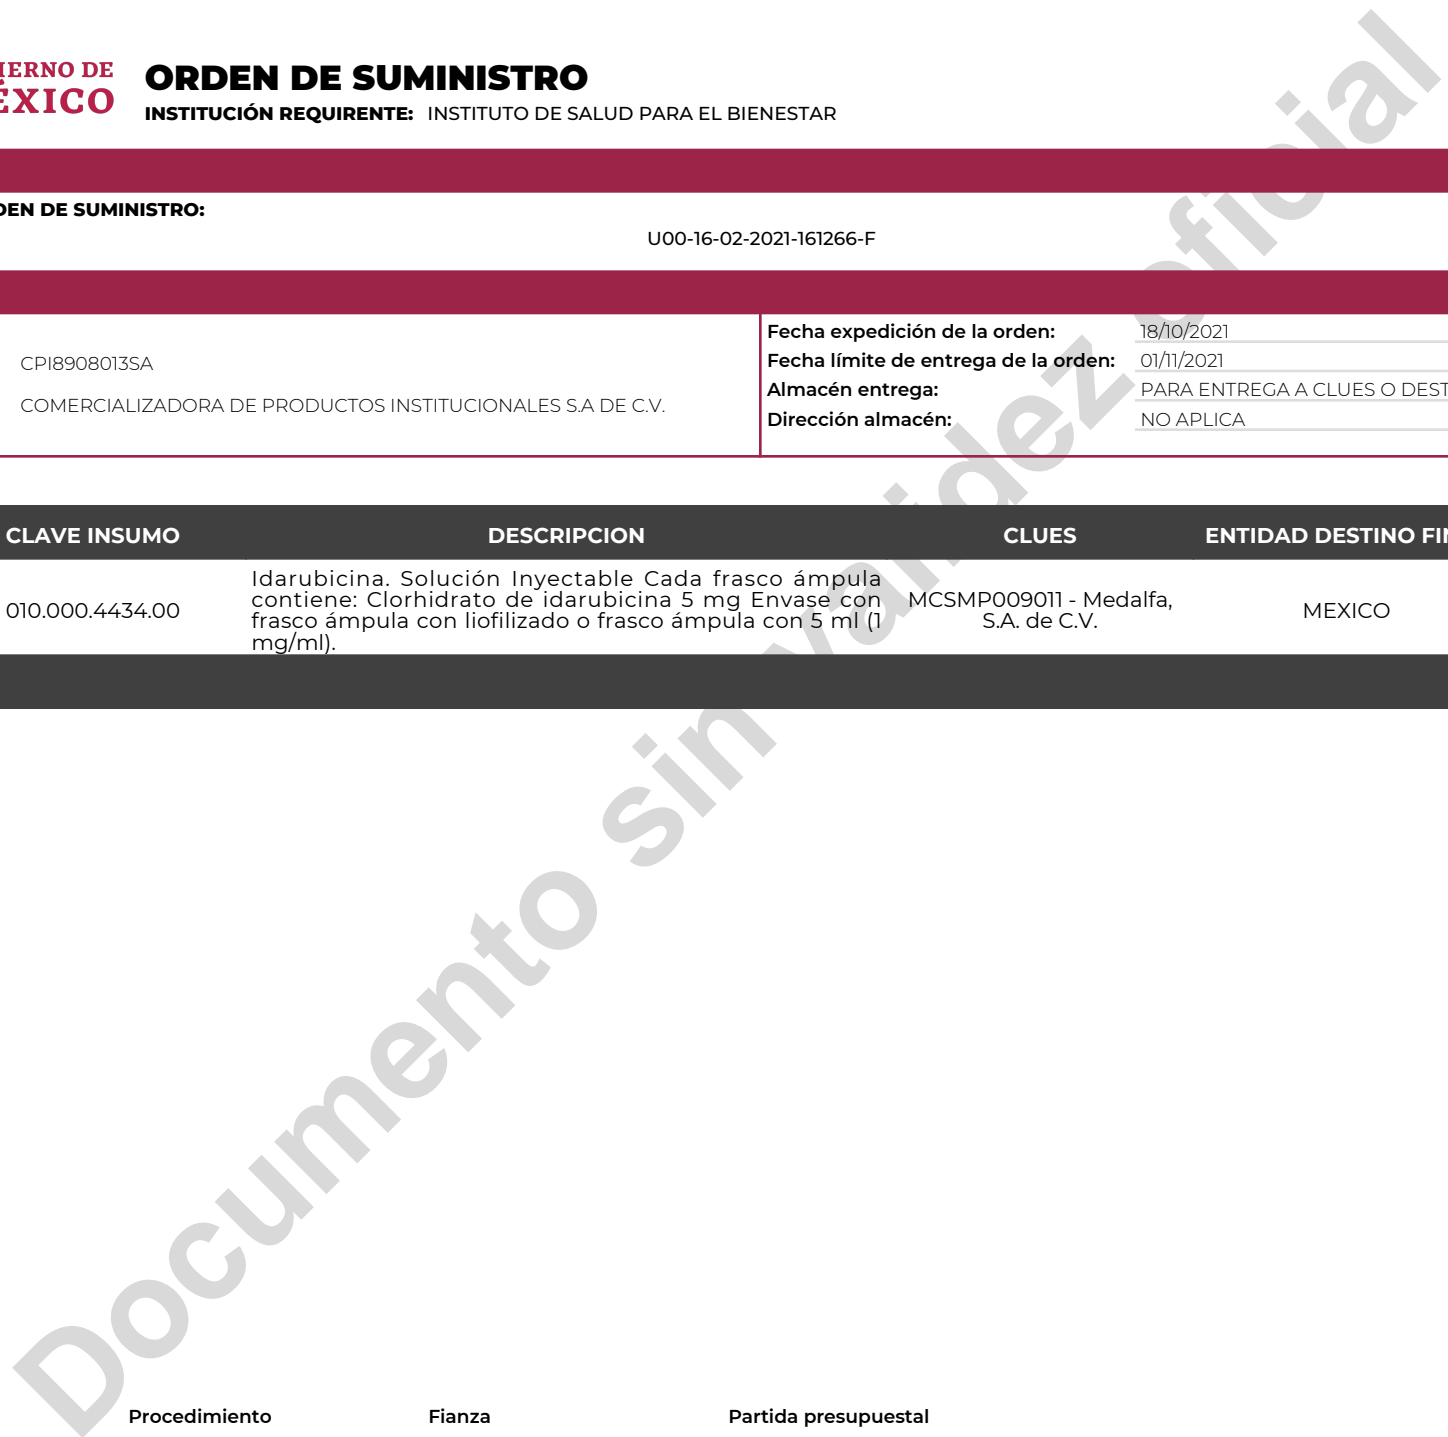 IERNO DE
ÉXICO
ORDEN DE SUMINISTRO
INSTITUCIÓN REQUIRENTE: INSTITUTO DE SALUD PARA EL BIENESTAR
DEN DE SUMINISTRO:
U00-16-02-2021-161266-F
CPI8908013SA
COMERCIALIZADORA DE PRODUCTOS INSTITUCIONALES S.A DE C.V.
Fecha expedición de la orden: 18/10/2021
Fecha límite de entrega de la orden: 01/11/2021
Almacén entrega: PARA ENTREGA A CLUES O DEST
Dirección almacén: NO APLICA
CLAVE INSUMO DESCRIPCION CLUES ENTIDAD DESTINO FIN
010.000.4434.00
Idarubicina. Solución Inyectable Cada frasco ámpula
contiene: Clorhidrato de idarubicina 5 mg Envase con
frasco ámpula con liofilizado o frasco ámpula con 5 ml (1
mg/ml).
MCSMP009011 - Medalfa,
S.A. de C.V.
MEXICO
Documento sin validez oficial
Procedimiento Fianza Partida presupuestal